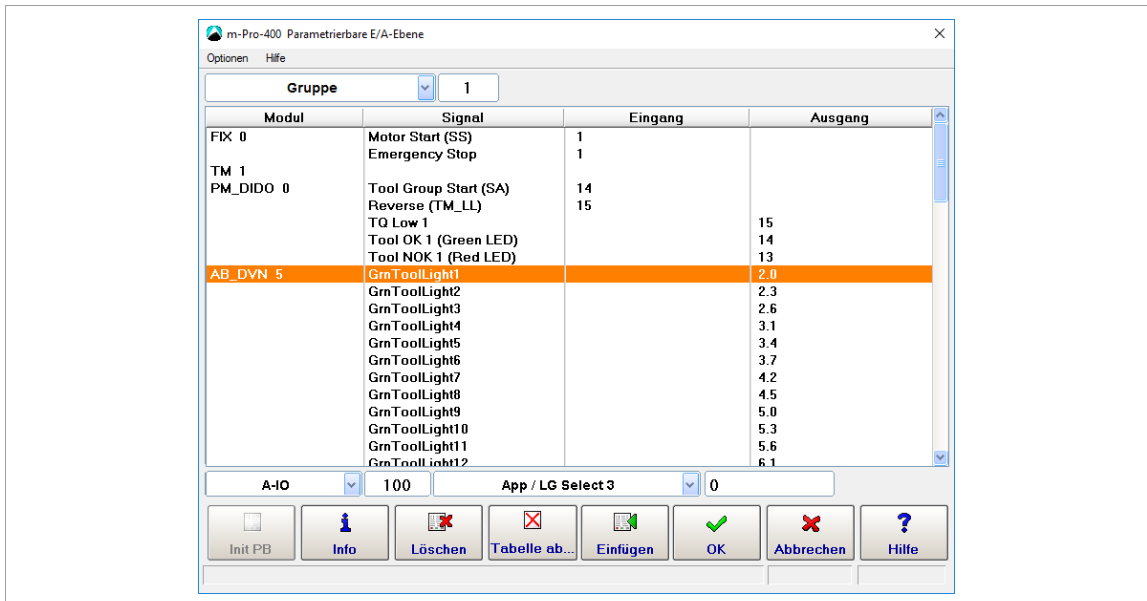 m-Pro-400 Parametrierbare E/A-Ebene
Optionen Hilfe
Gruppe 1
Modul Signal Eingang Ausgang
FIX 0 Motor Start (SS) 1
Emergency Stop 1
TM 1
PM_DIDO 0 Tool Group Start (SA) 14
Reverse (TM_LL) 15
TQ Low 1 15
Tool OK 1 (Green LED) 14
Tool NOK 1 (Red LED) 13
AB_DVN 5 GrnToolLight1 2.0
GrnToolLight2 2.3
GrnToolLight3 2.6
GrnToolLight4 3.1
GrnToolLight5 3.4
GrnToolLight6 3.7
GrnToolLight7 4.2
GrnToolLight8 4.5
GrnToolLight9 5.0
GrnToolLight10 5.3
GrnToolLight11 5.6
GrnToolLight12 6.1
A-IO 100 App / LG Select 3 0
Init PB Info Löschen Tabelle ab... Einfügen OK Abbrechen Hilfe